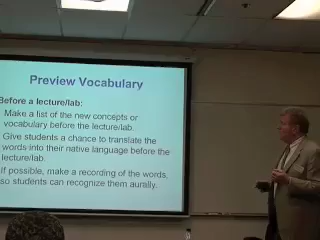 Preview Vocabulary
Before a lecture/lab:
Make a list of the new concepts or
vocabulary before the lecture/lab.
Give students a chance to translate the
words into their native language before the
lecture/lab.
If possible, make a recording of the words,
so students can recognize them aurally.